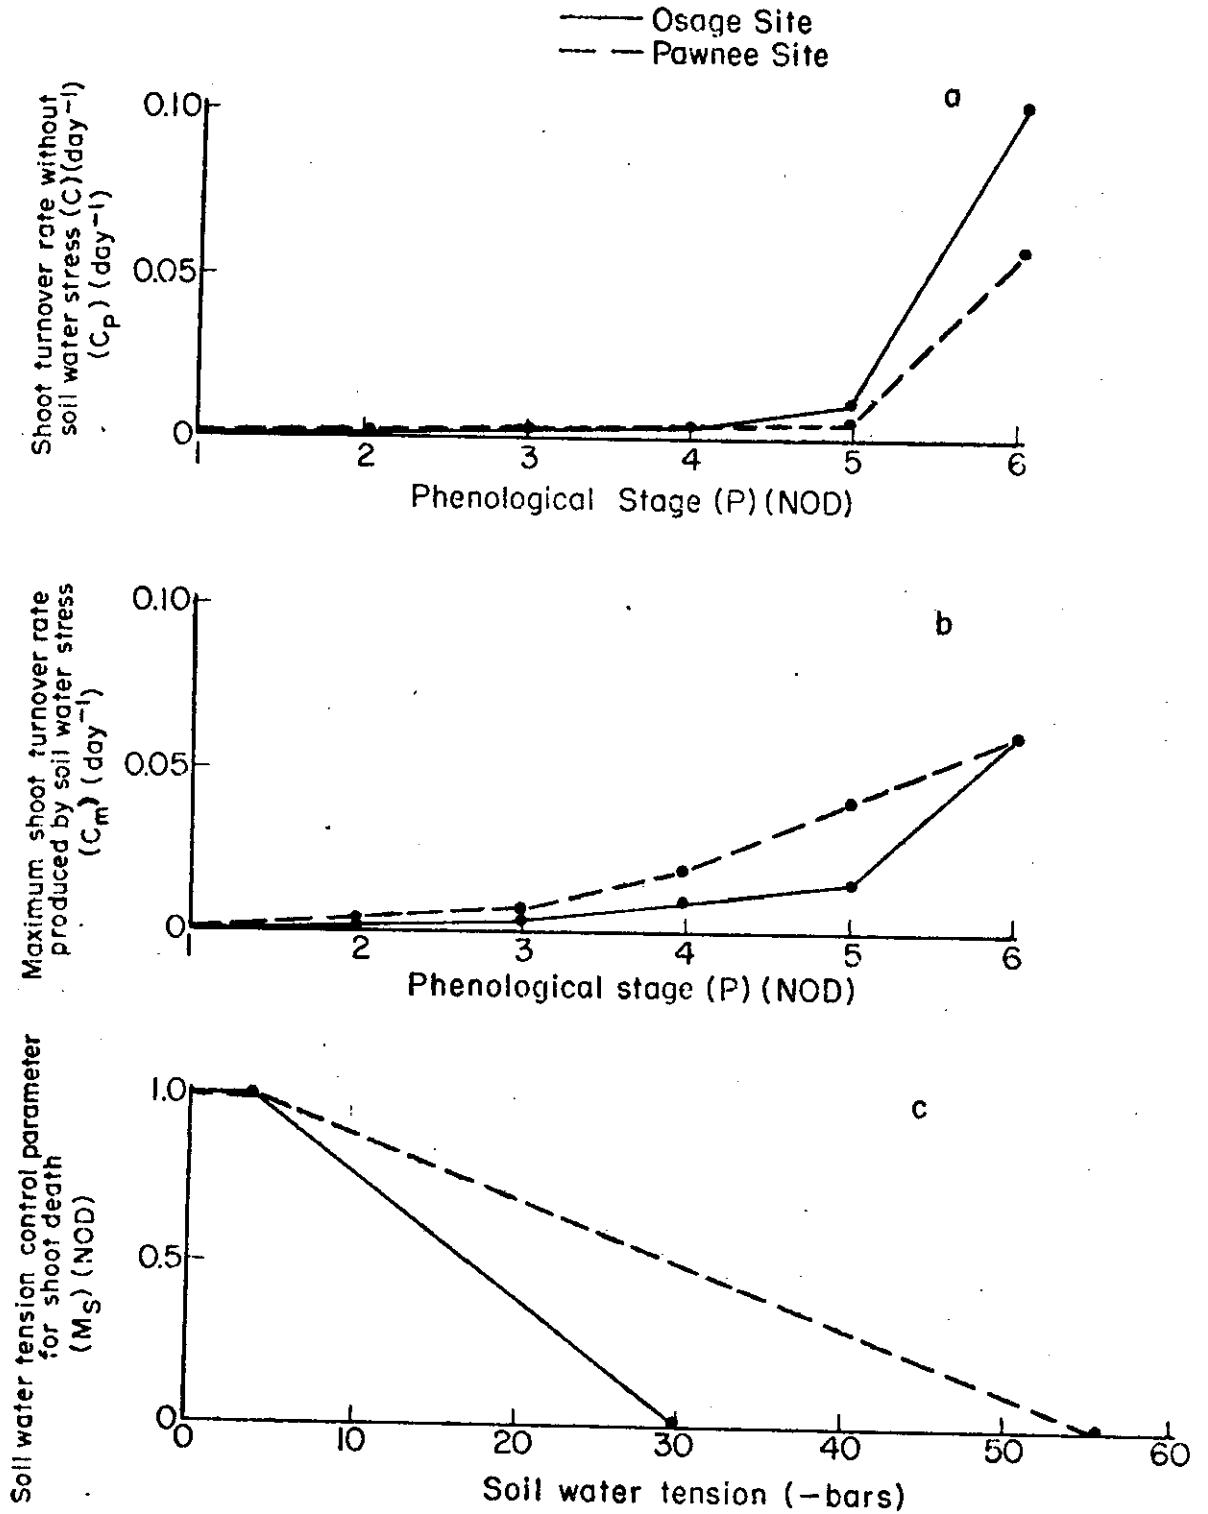 Osage Site
Pawnee Site
a
Shoot turnover rate without
soil water stress (C)(day⁻¹)
(Cp) (day⁻¹)
0.10
0.05
0
1 2 3 4 5 6
Phenological Stage (P) (NOD)
b
Maximum shoot turnover rate
produced by soil water stress
(Cm) (day⁻¹)
0.10
0.05
0
1 2 3 4 5 6
Phenological stage (P) (NOD)
c
Soil water tension control parameter
for shoot death
(MS) (NOD)
1.0
0.5
0
0 10 20 30 40 50 60
Soil water tension (-bars)